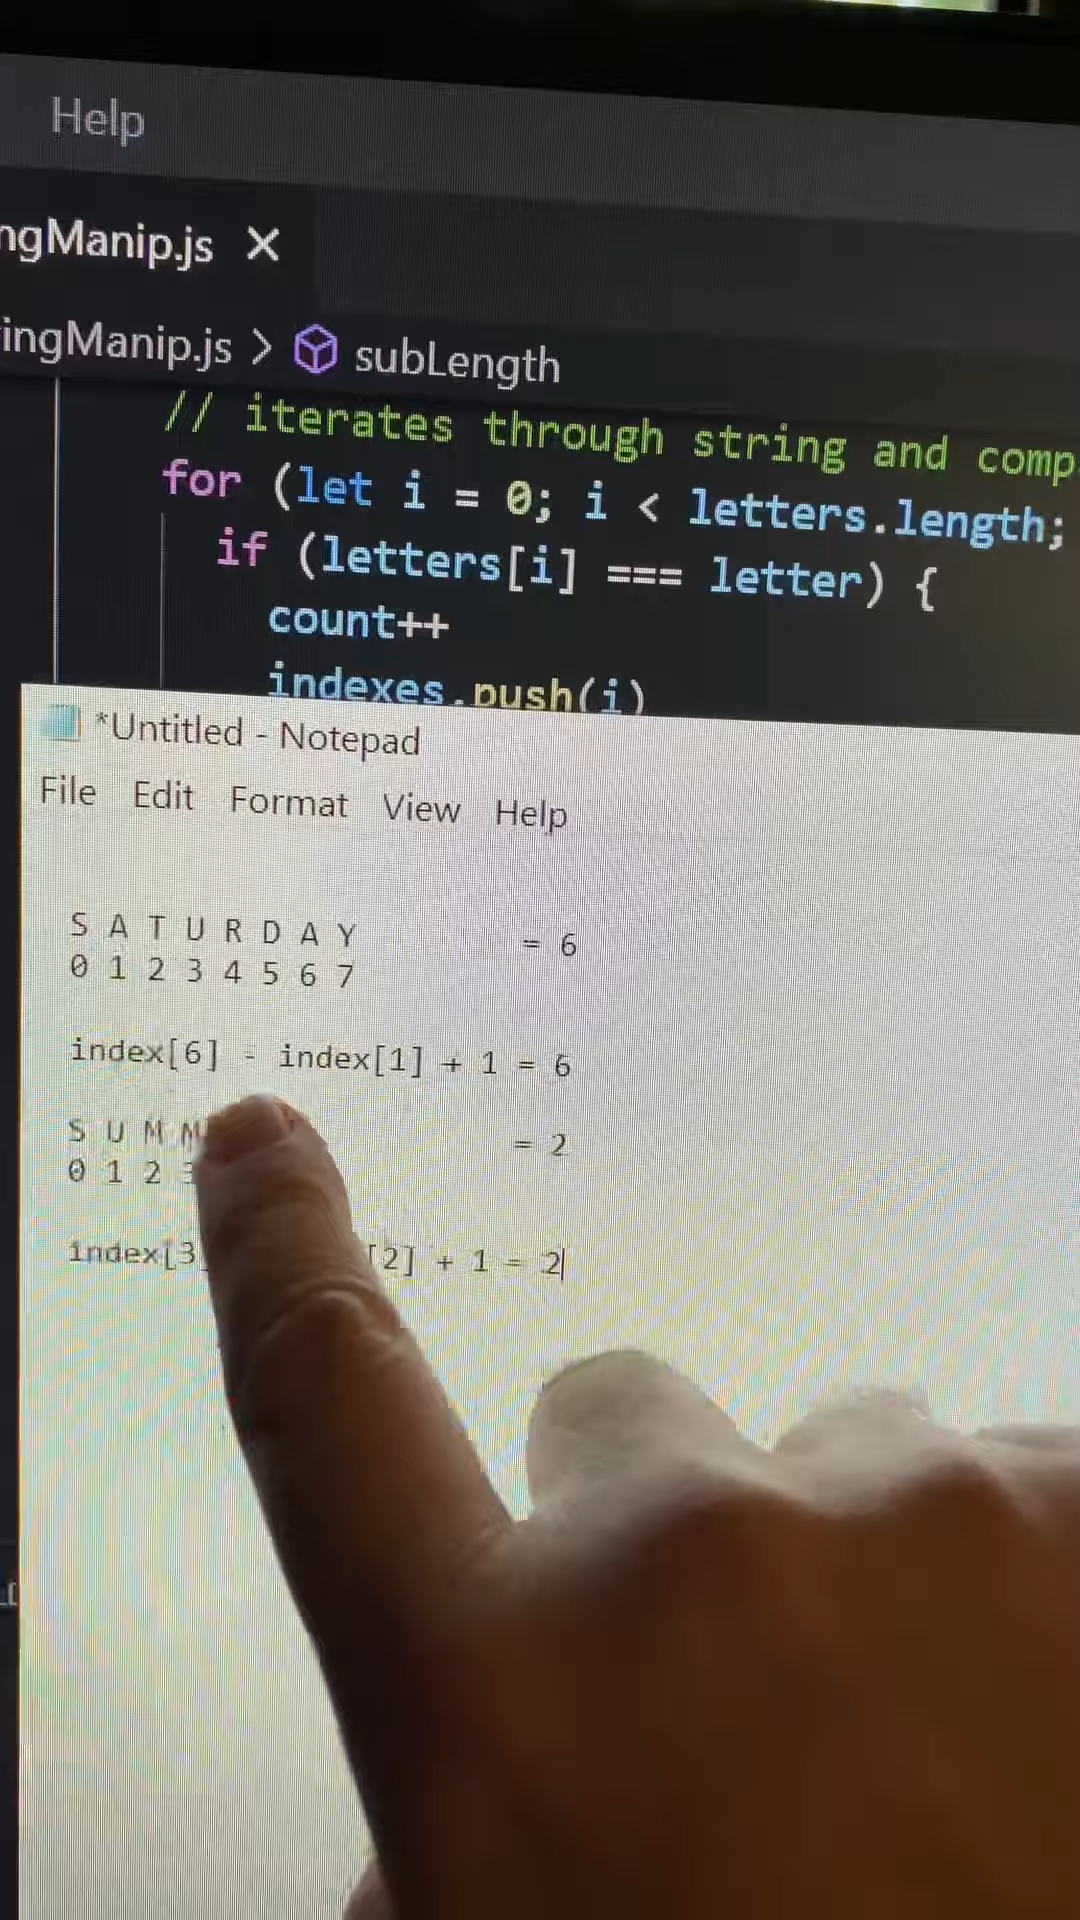 Help
ngManip.js ×
ingManip.js > subLength
// iterates through string and comp
for (let i = 0; i < letters.length;
if (letters[i] === letter) {
count++
indexes.push(i)
*Untitled - Notepad
File Edit Format View Help
S A T U R D A Y = 6
0 1 2 3 4 5 6 7
index[6] - index[1] + 1 = 6
S U M M = 2
0 1 2 3
index[3 [2] + 1 = 2